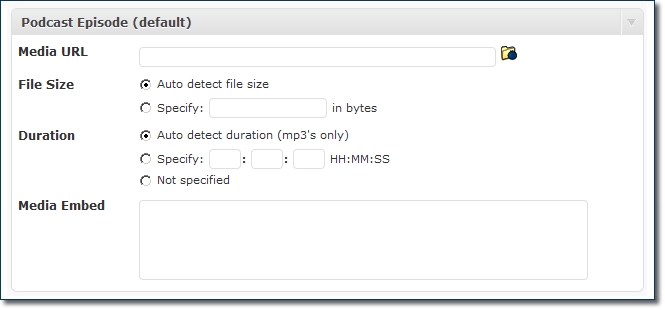 Podcast Episode (default)
Media URL
File Size
Auto detect file size
Specify: in bytes
Duration
Auto detect duration (mp3's only)
Specify: : : HH:MM:SS
Not specified
Media Embed